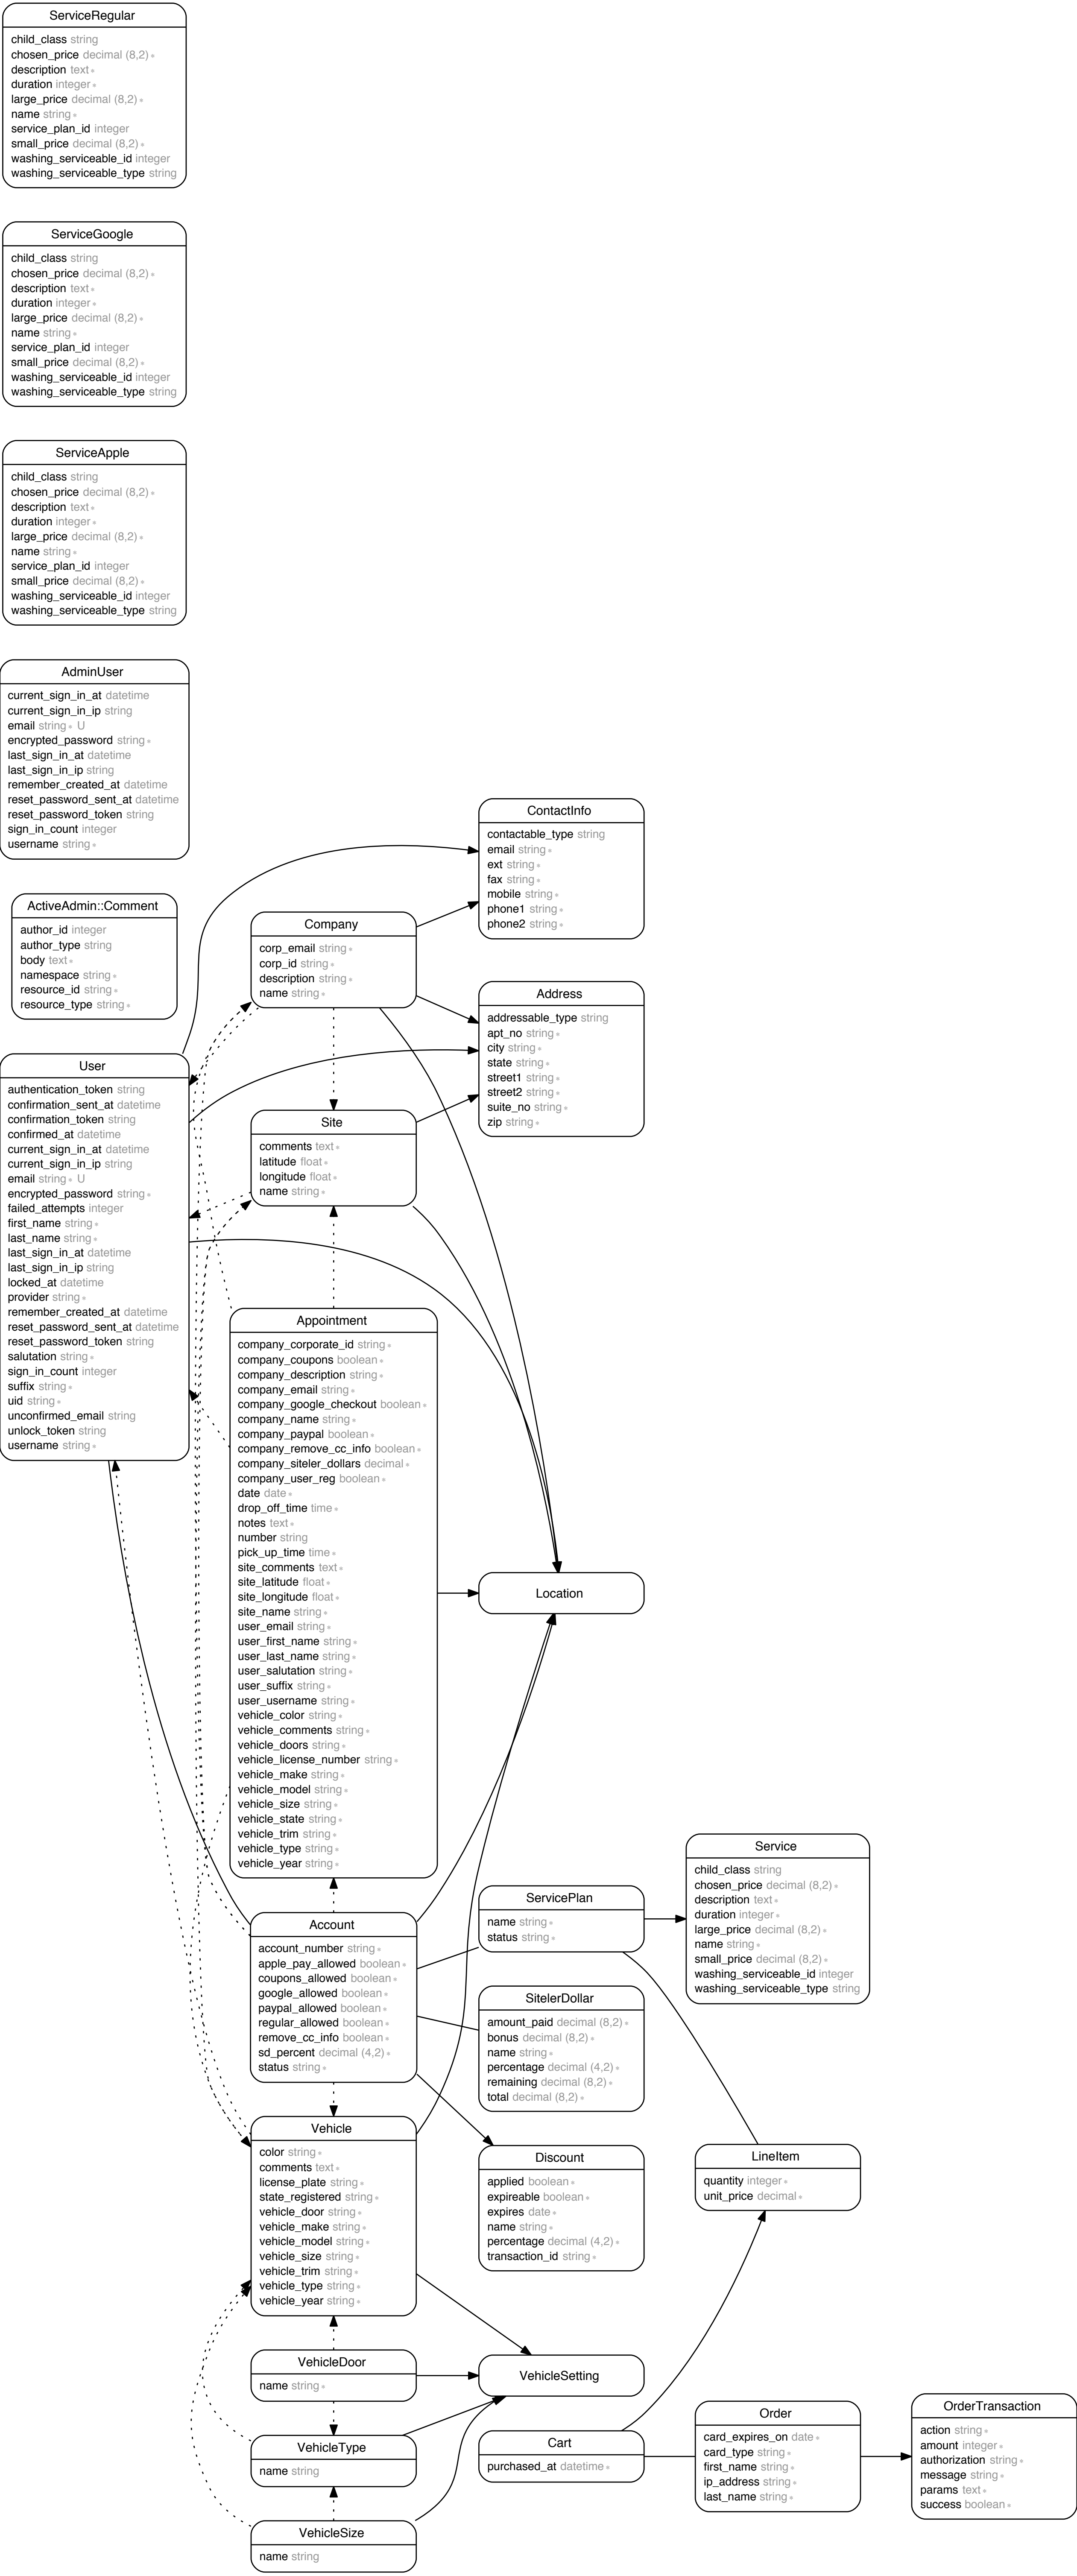 ServiceRegular
child_class string
chosen_price decimal (8,2) *
description text *
duration integer *
large_price decimal (8,2) *
name string *
service_plan_id integer
small_price decimal (8,2) *
washing_serviceable_id integer
washing_serviceable_type string
ServiceGoogle
child_class string
chosen_price decimal (8,2) *
description text *
duration integer *
large_price decimal (8,2) *
name string *
service_plan_id integer
small_price decimal (8,2) *
washing_serviceable_id integer
washing_serviceable_type string
ServiceApple
child_class string
chosen_price decimal (8,2) *
description text *
duration integer *
large_price decimal (8,2) *
name string *
service_plan_id integer
small_price decimal (8,2) *
washing_serviceable_id integer
washing_serviceable_type string
AdminUser
current_sign_in_at datetime
current_sign_in_ip string
email string * U
encrypted_password string *
last_sign_in_at datetime
last_sign_in_ip string
remember_created_at datetime
reset_password_sent_at datetime
reset_password_token string
sign_in_count integer
username string *
ActiveAdmin::Comment
author_id integer
author_type string
body text *
namespace string *
resource_id string *
resource_type string *
User
authentication_token string
confirmation_sent_at datetime
confirmation_token string
confirmed_at datetime
current_sign_in_at datetime
current_sign_in_ip string
email string * U
encrypted_password string *
failed_attempts integer
first_name string *
last_name string *
last_sign_in_at datetime
last_sign_in_ip string
locked_at datetime
provider string *
remember_created_at datetime
reset_password_sent_at datetime
reset_password_token string
salutation string *
sign_in_count integer
suffix string *
uid string *
unconfirmed_email string
unlock_token string
username string *
ContactInfo
contactable_type string
email string *
ext string *
fax string *
mobile string *
phone1 string *
phone2 string *
Company
corp_email string *
corp_id string *
description string *
name string *
Address
addressable_type string
apt_no string *
city string *
state string *
street1 string *
street2 string *
suite_no string *
zip string *
Site
comments text *
latitude float *
longitude float *
name string *
Appointment
company_corporate_id string *
company_coupons boolean *
company_description string *
company_email string *
company_google_checkout boolean *
company_name string *
company_paypal boolean *
company_remove_cc_info boolean *
company_siteler_dollars decimal *
company_user_reg boolean *
date date *
drop_off_time time *
notes text *
number string
pick_up_time time *
site_comments text *
site_latitude float *
site_longitude float *
site_name string *
user_email string *
user_first_name string *
user_last_name string *
user_salutation string *
user_suffix string *
user_username string *
vehicle_color string *
vehicle_comments string *
vehicle_doors string *
vehicle_license_number string *
vehicle_make string *
vehicle_model string *
vehicle_size string *
vehicle_state string *
vehicle_trim string *
vehicle_type string *
vehicle_year string *
Location
Account
account_number string *
apple_pay_allowed boolean *
coupons_allowed boolean *
google_allowed boolean *
paypal_allowed boolean *
regular_allowed boolean *
remove_cc_info boolean *
sd_percent decimal (4,2) *
status string *
ServicePlan
name string *
status string *
Service
child_class string
chosen_price decimal (8,2) *
description text *
duration integer *
large_price decimal (8,2) *
name string *
small_price decimal (8,2) *
washing_serviceable_id integer
washing_serviceable_type string
SitelerDollar
amount_paid decimal (8,2) *
bonus decimal (8,2) *
name string *
percentage decimal (4,2) *
remaining decimal (8,2) *
total decimal (8,2) *
Vehicle
color string *
comments text *
license_plate string *
state_registered string *
vehicle_door string *
vehicle_make string *
vehicle_model string *
vehicle_size string *
vehicle_trim string *
vehicle_type string *
vehicle_year string *
Discount
applied boolean *
expireable boolean *
expires date *
name string *
percentage decimal (4,2) *
transaction_id string *
LineItem
quantity integer *
unit_price decimal *
VehicleDoor
name string *
VehicleSetting
VehicleType
name string
Cart
purchased_at datetime *
Order
card_expires_on date *
card_type string *
first_name string *
ip_address string *
last_name string *
OrderTransaction
action string *
amount integer *
authorization string *
message string *
params text *
success boolean *
VehicleSize
name string